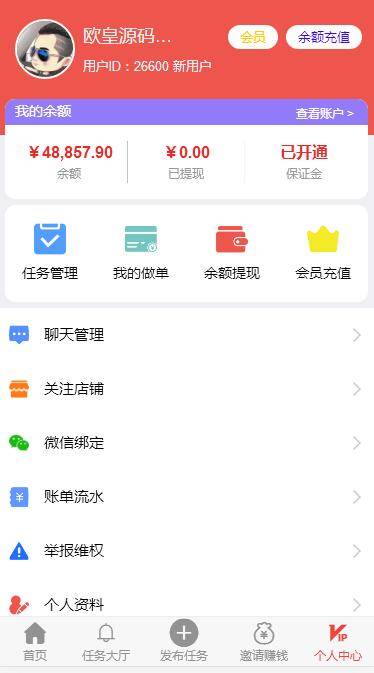 欧皇源码...
会员
余额充值
用户ID：26600 新用户
我的余额
查看账户 >
￥48,857.90
￥0.00
已开通
余额
已提现
保证金
任务管理
我的做单
余额提现
会员充值
聊天管理
关注店铺
微信绑定
账单流水
举报维权
个人资料
首页
任务大厅
发布任务
邀请赚钱
VIP
个人中心